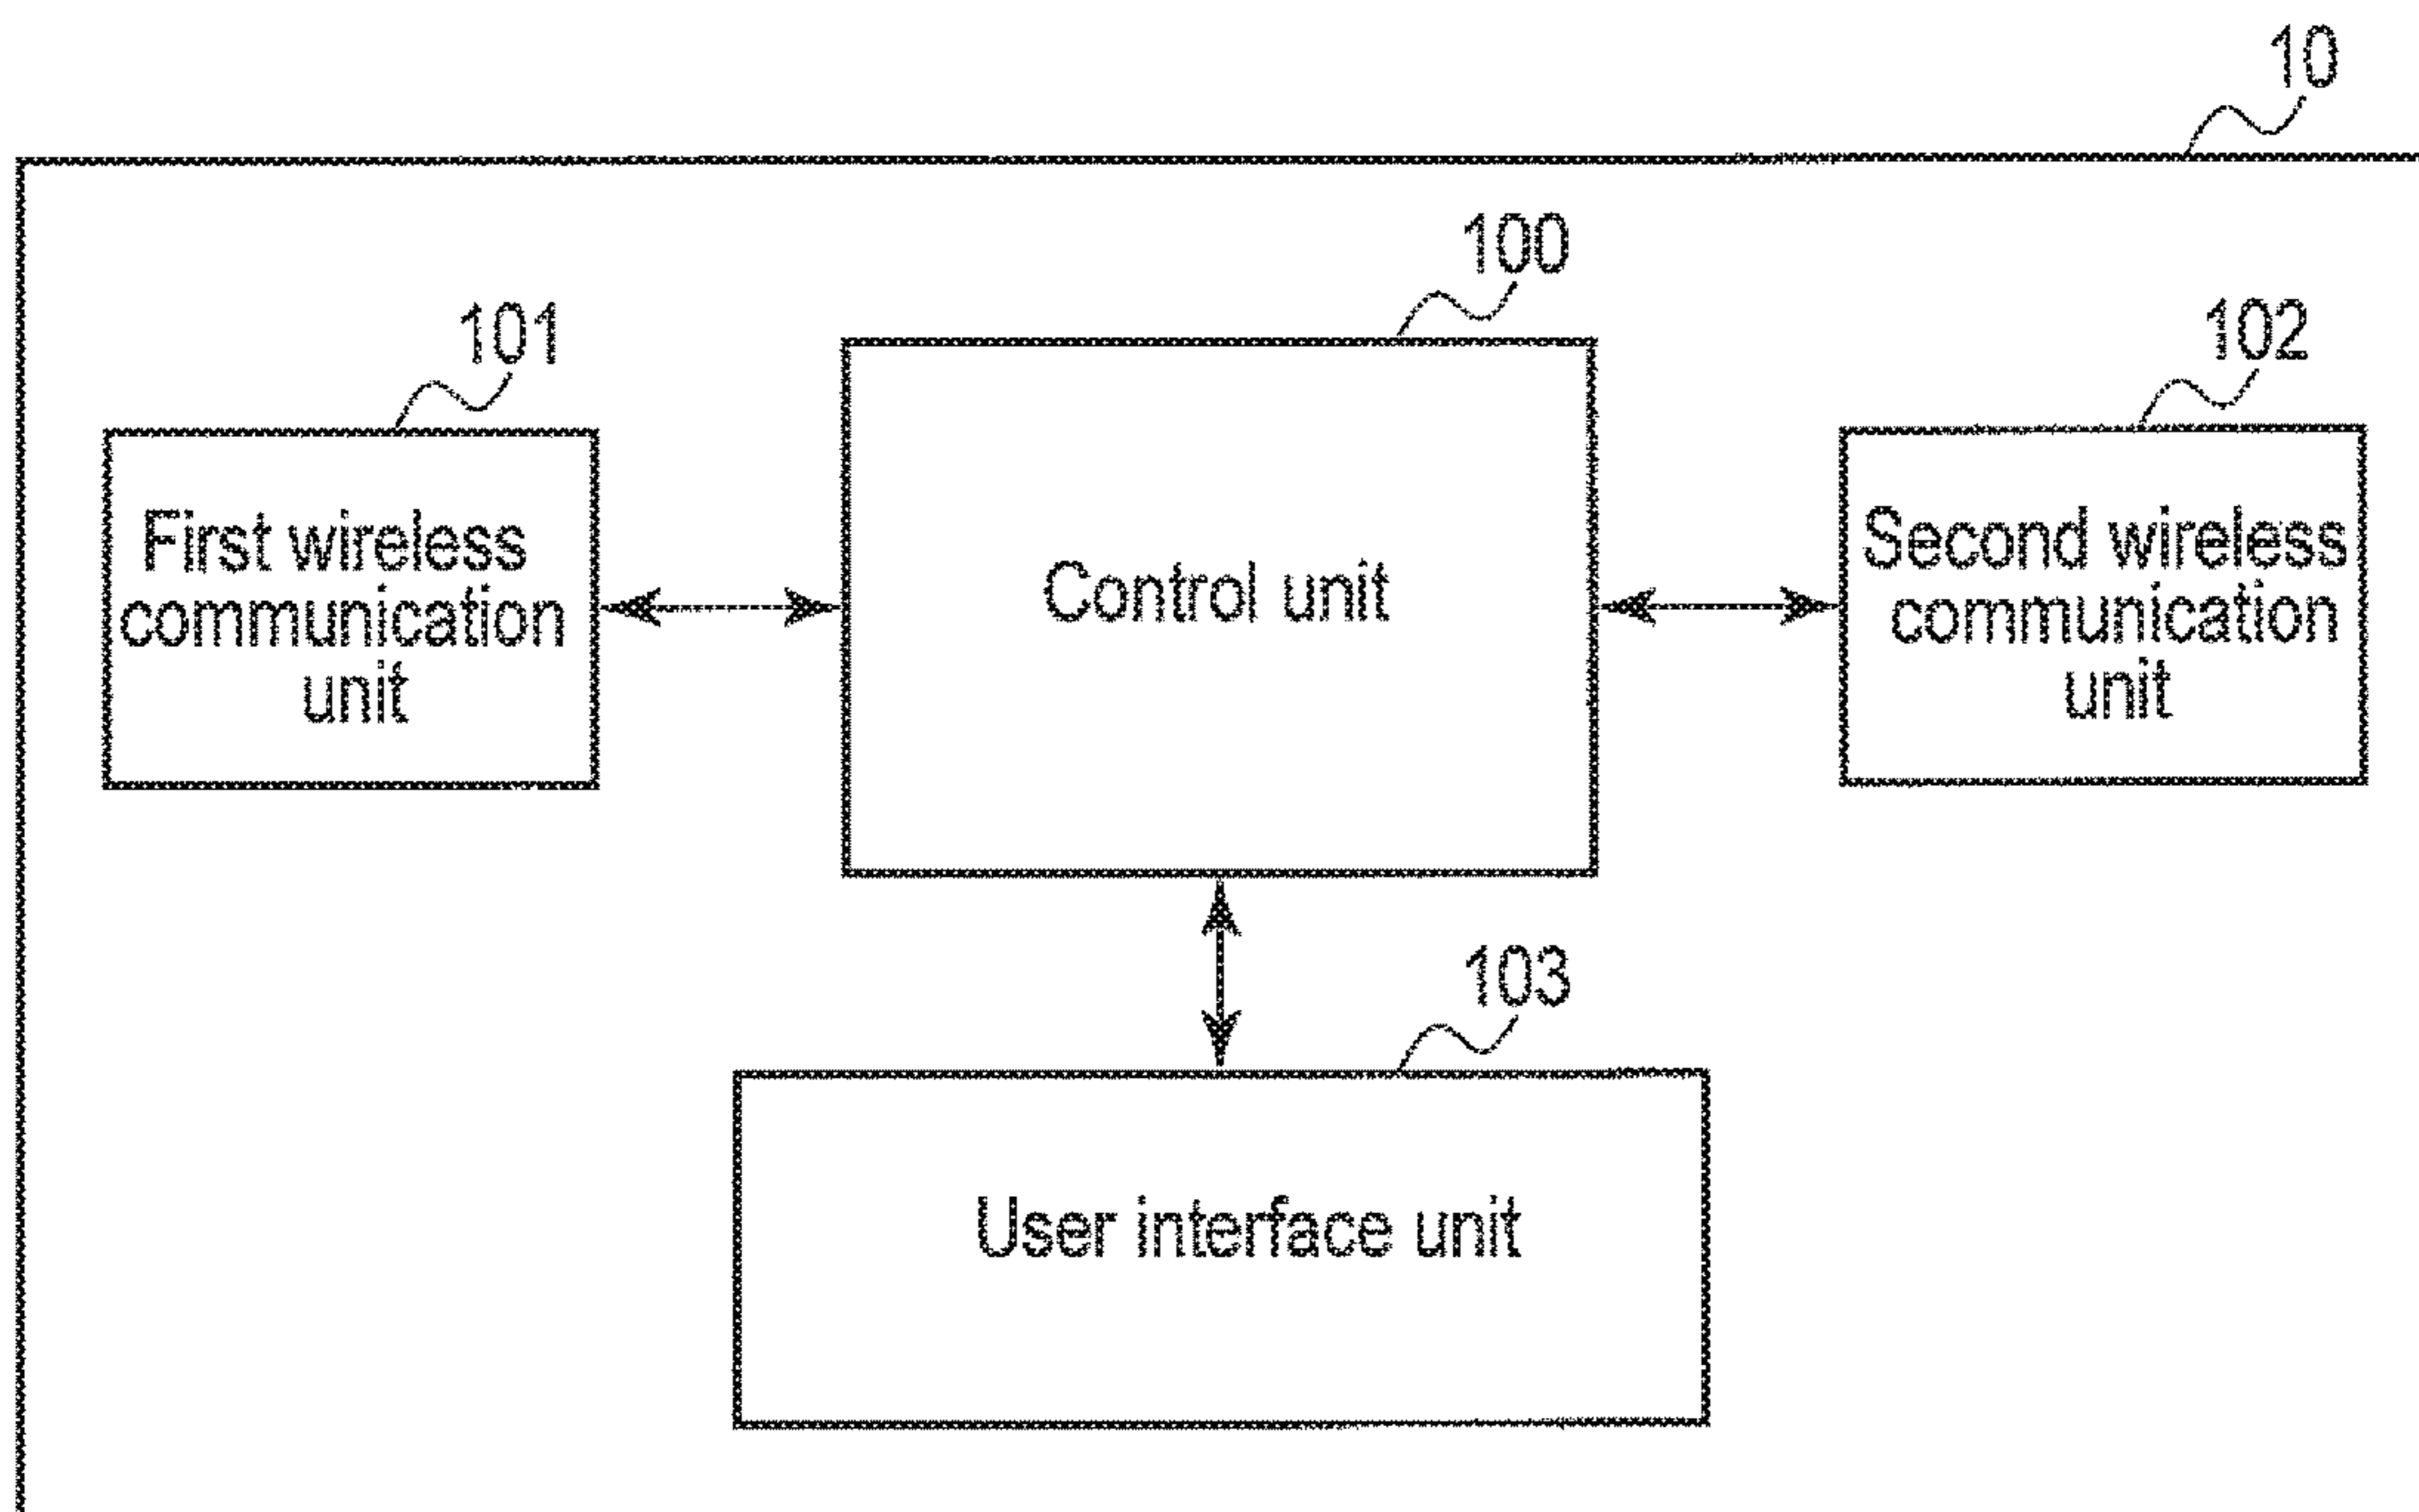 10
100
101
102
First wireless
communication
unit
Control unit
Second wireless
communication
unit
103
User interface unit